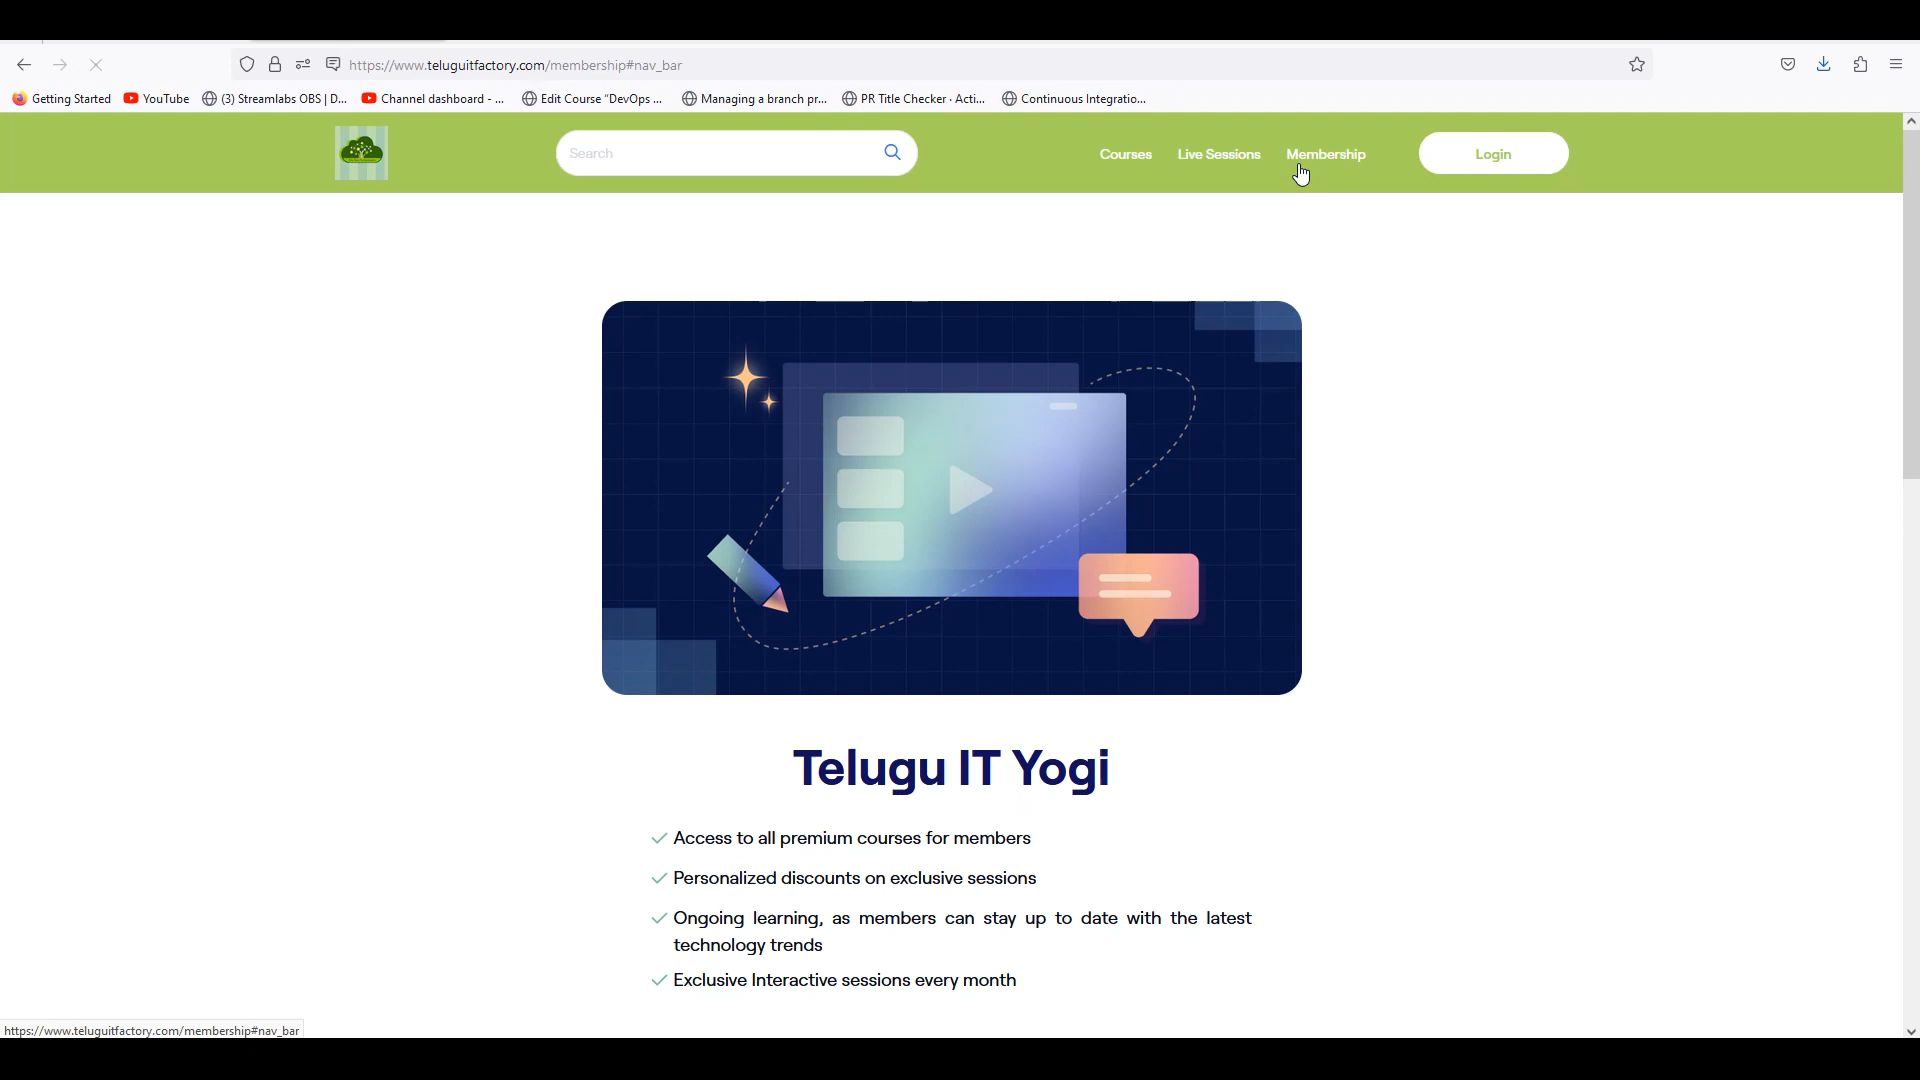 https://www.teluguitfactory.com/membership#nav_bar
Getting Started
YouTube
(3) Streamlabs OBS | D...
Channel dashboard - ...
Edit Course "DevOps ...
Managing a branch pr...
PR Title Checker · Acti...
Continuous Integratio...
Search
Courses
Live Sessions
Membership
Login
Telugu IT Yogi
Access to all premium courses for members
Personalized discounts on exclusive sessions
Ongoing learning, as members can stay up to date with the latest
technology trends
Exclusive Interactive sessions every month
https://www.teluguitfactory.com/membership#nav_bar